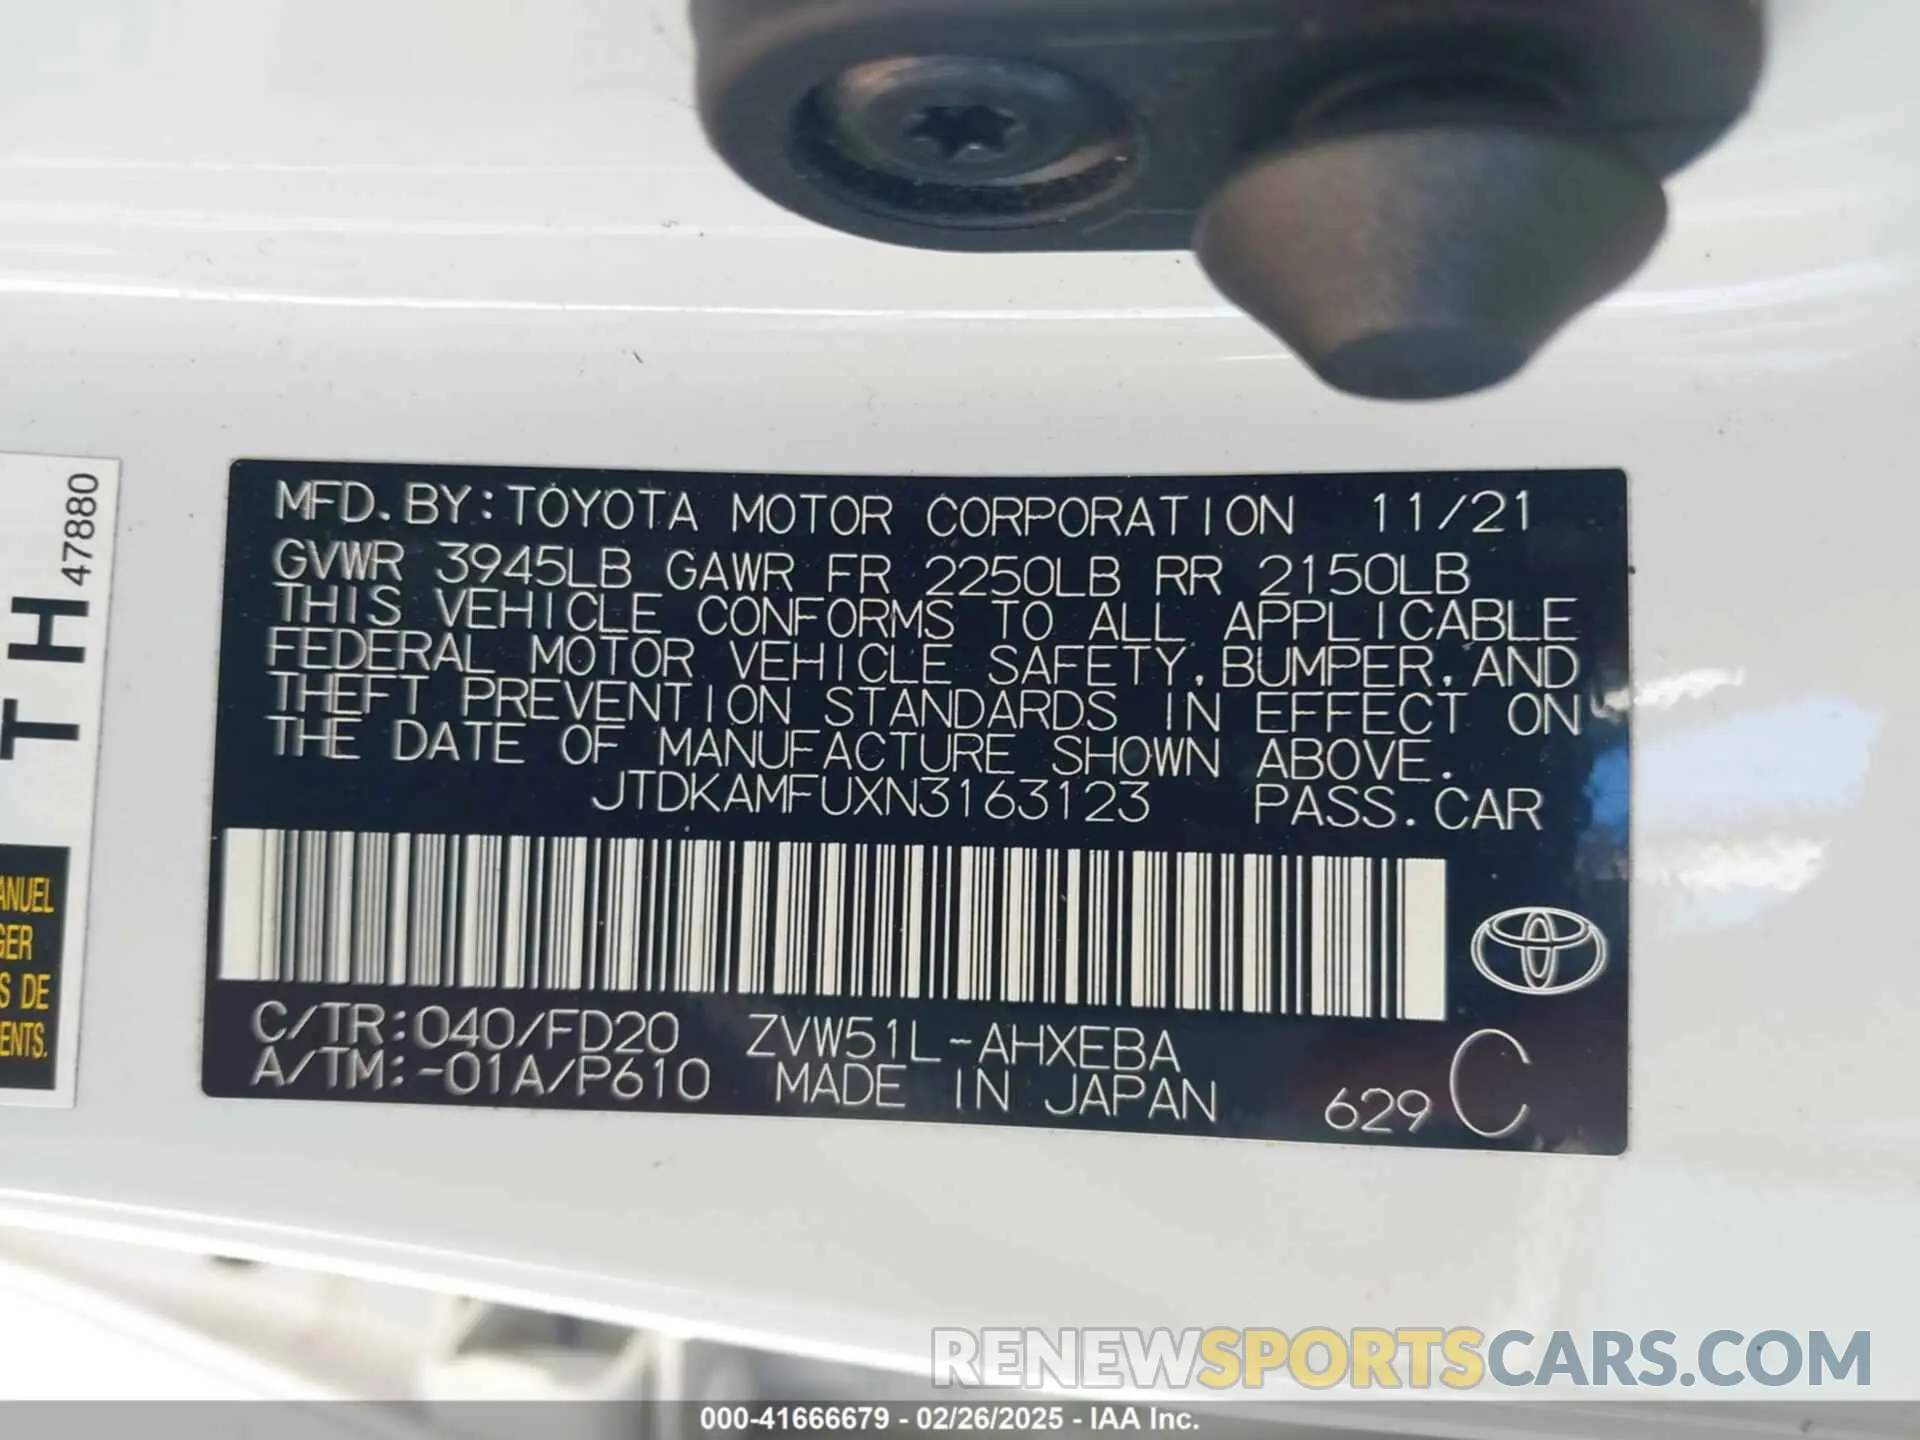 47880
TH
ANUEL
GER
S DE
ENTS.
MFD. BY: TOYOTA MOTOR CORPORATION 11/21
GVWR 3945LB GAWR FR 2250LB RR 2150LB
THIS VEHICLE CONFORMS TO ALL APPLICABLE
FEDERAL MOTOR VEHICLE SAFETY, BUMPER, AND
THEFT PREVENTION STANDARDS IN EFFECT ON
THE DATE OF MANUFACTURE SHOWN ABOVE.
JTDKAMFUXN3163123 PASS. CAR
C/TR:040/FD20 ZVW51L-AHXEBA
A/TM:-01A/P610 MADE IN JAPAN 629 C
RENEWSPORTSCARS.COM
000-41666679 - 02/26/2025 - IAA Inc.